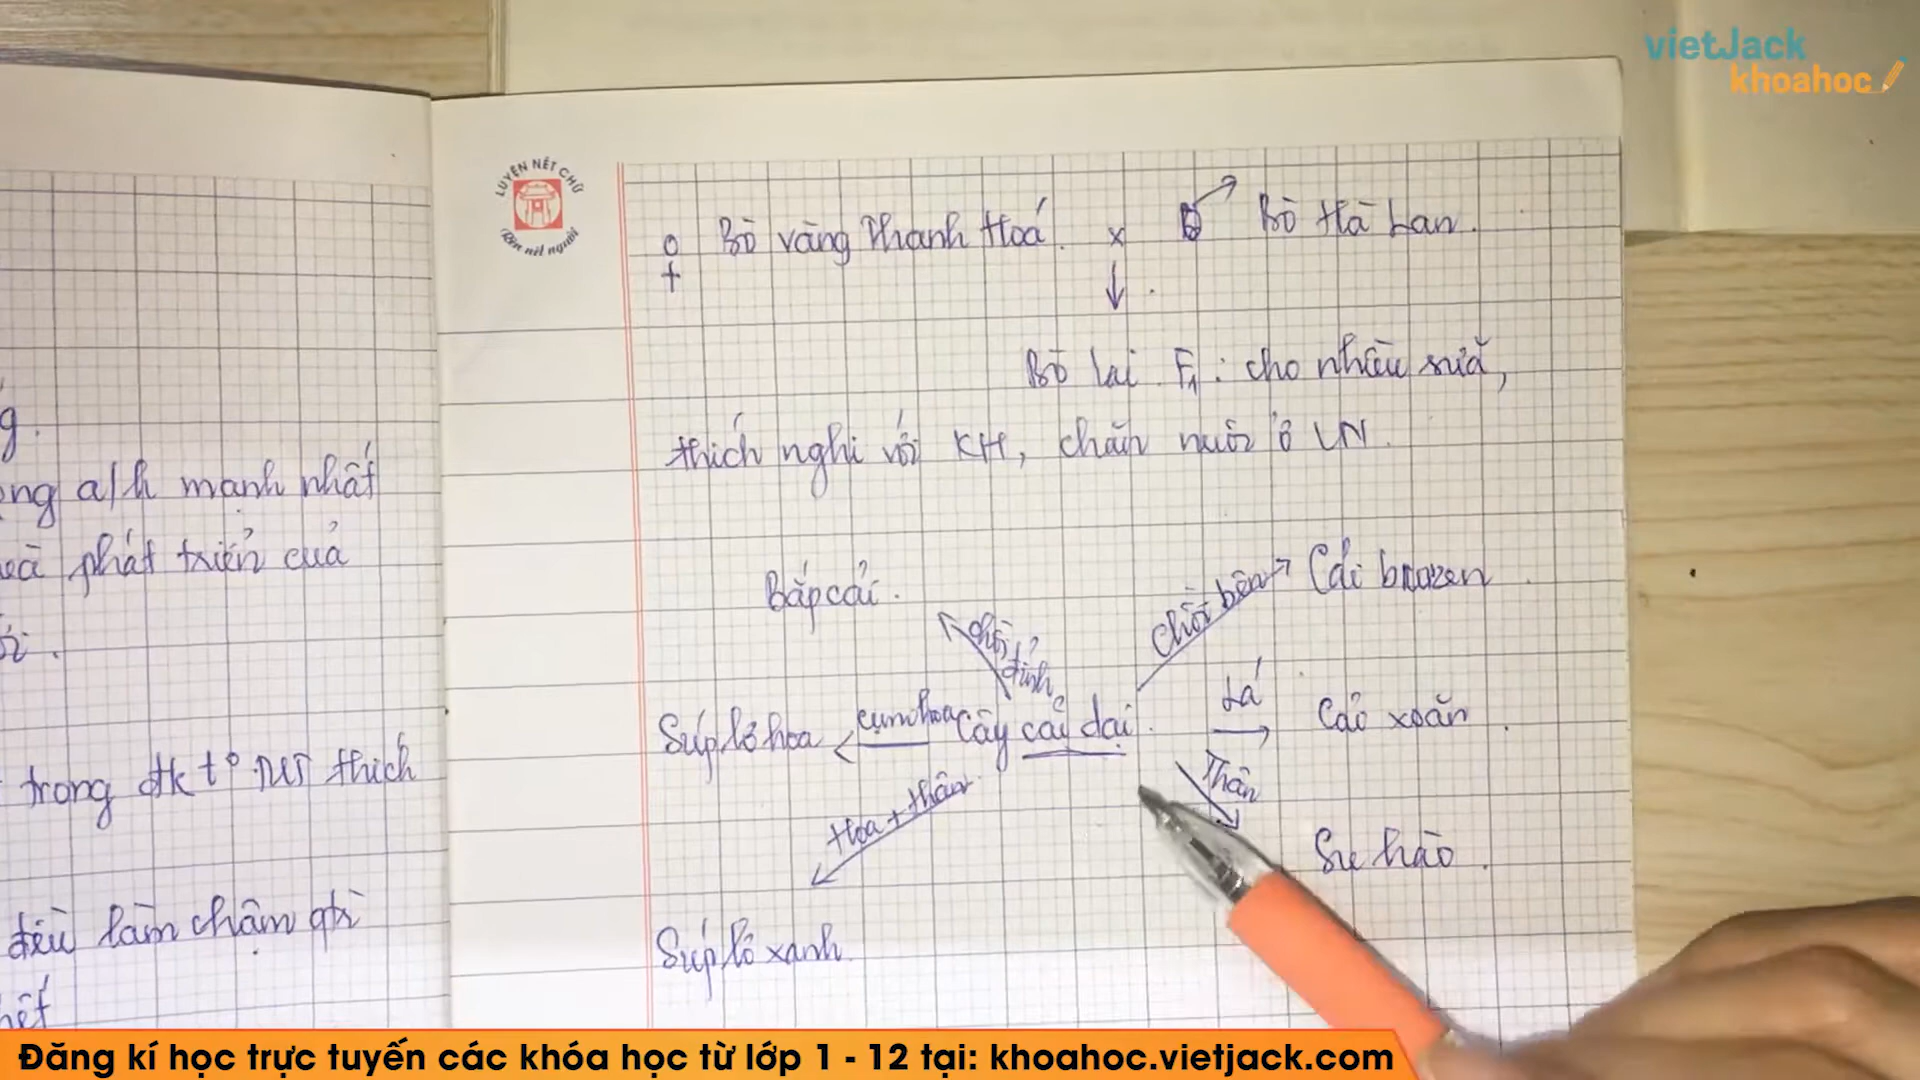 vietJack
khoahoc
LUYỆN NÉT CHỮ
Rèn nết người
♀ Bò vàng Thanh Hoá. x ♂ Bò Hà Lan.
Bò lai F1 : cho nhiều sữa,
thích nghi với KH, chăn nuôi ở VN.
Bắp cải.
chồi đỉnh
Chồi bên
Cải bruzen
Súp lơ hoa
cụm hoa
Cây cải dại.
Lá
Cải xoăn.
Thân
Su hào.
Hoa + thân
Súp lơ xanh.
g.
ng a/h mạnh nhất
và phát triển của
trong đk t° MT thích
đều làm chậm qtr
hết
Đăng kí học trực tuyến các khóa học từ lớp 1 - 12 tại: khoahoc.vietjack.com